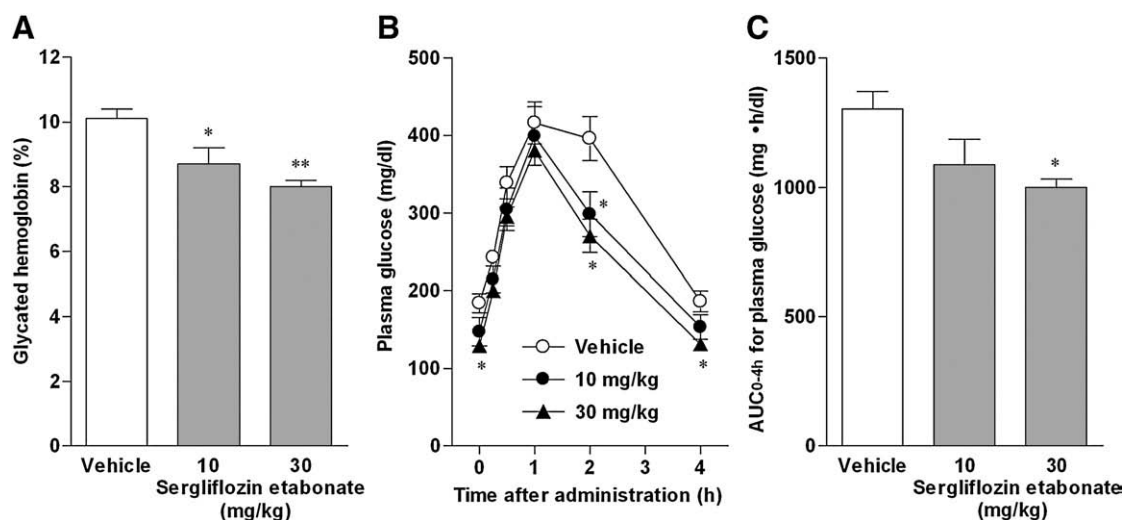 A
Glycated hemoglobin (%)
12
10
8
6
4
2
0
*
**
Vehicle
10
30
Sergliflozin etabonate
(mg/kg)
B
Plasma glucose (mg/dl)
500
400
300
200
100
0
*
*
*
*
Vehicle
10 mg/kg
30 mg/kg
0 1 2 3 4
Time after administration (h)
C
AUC0-4h for plasma glucose (mg •h/dl)
1500
1000
500
0
*
Vehicle
10
30
Sergliflozin etabonate
(mg/kg)